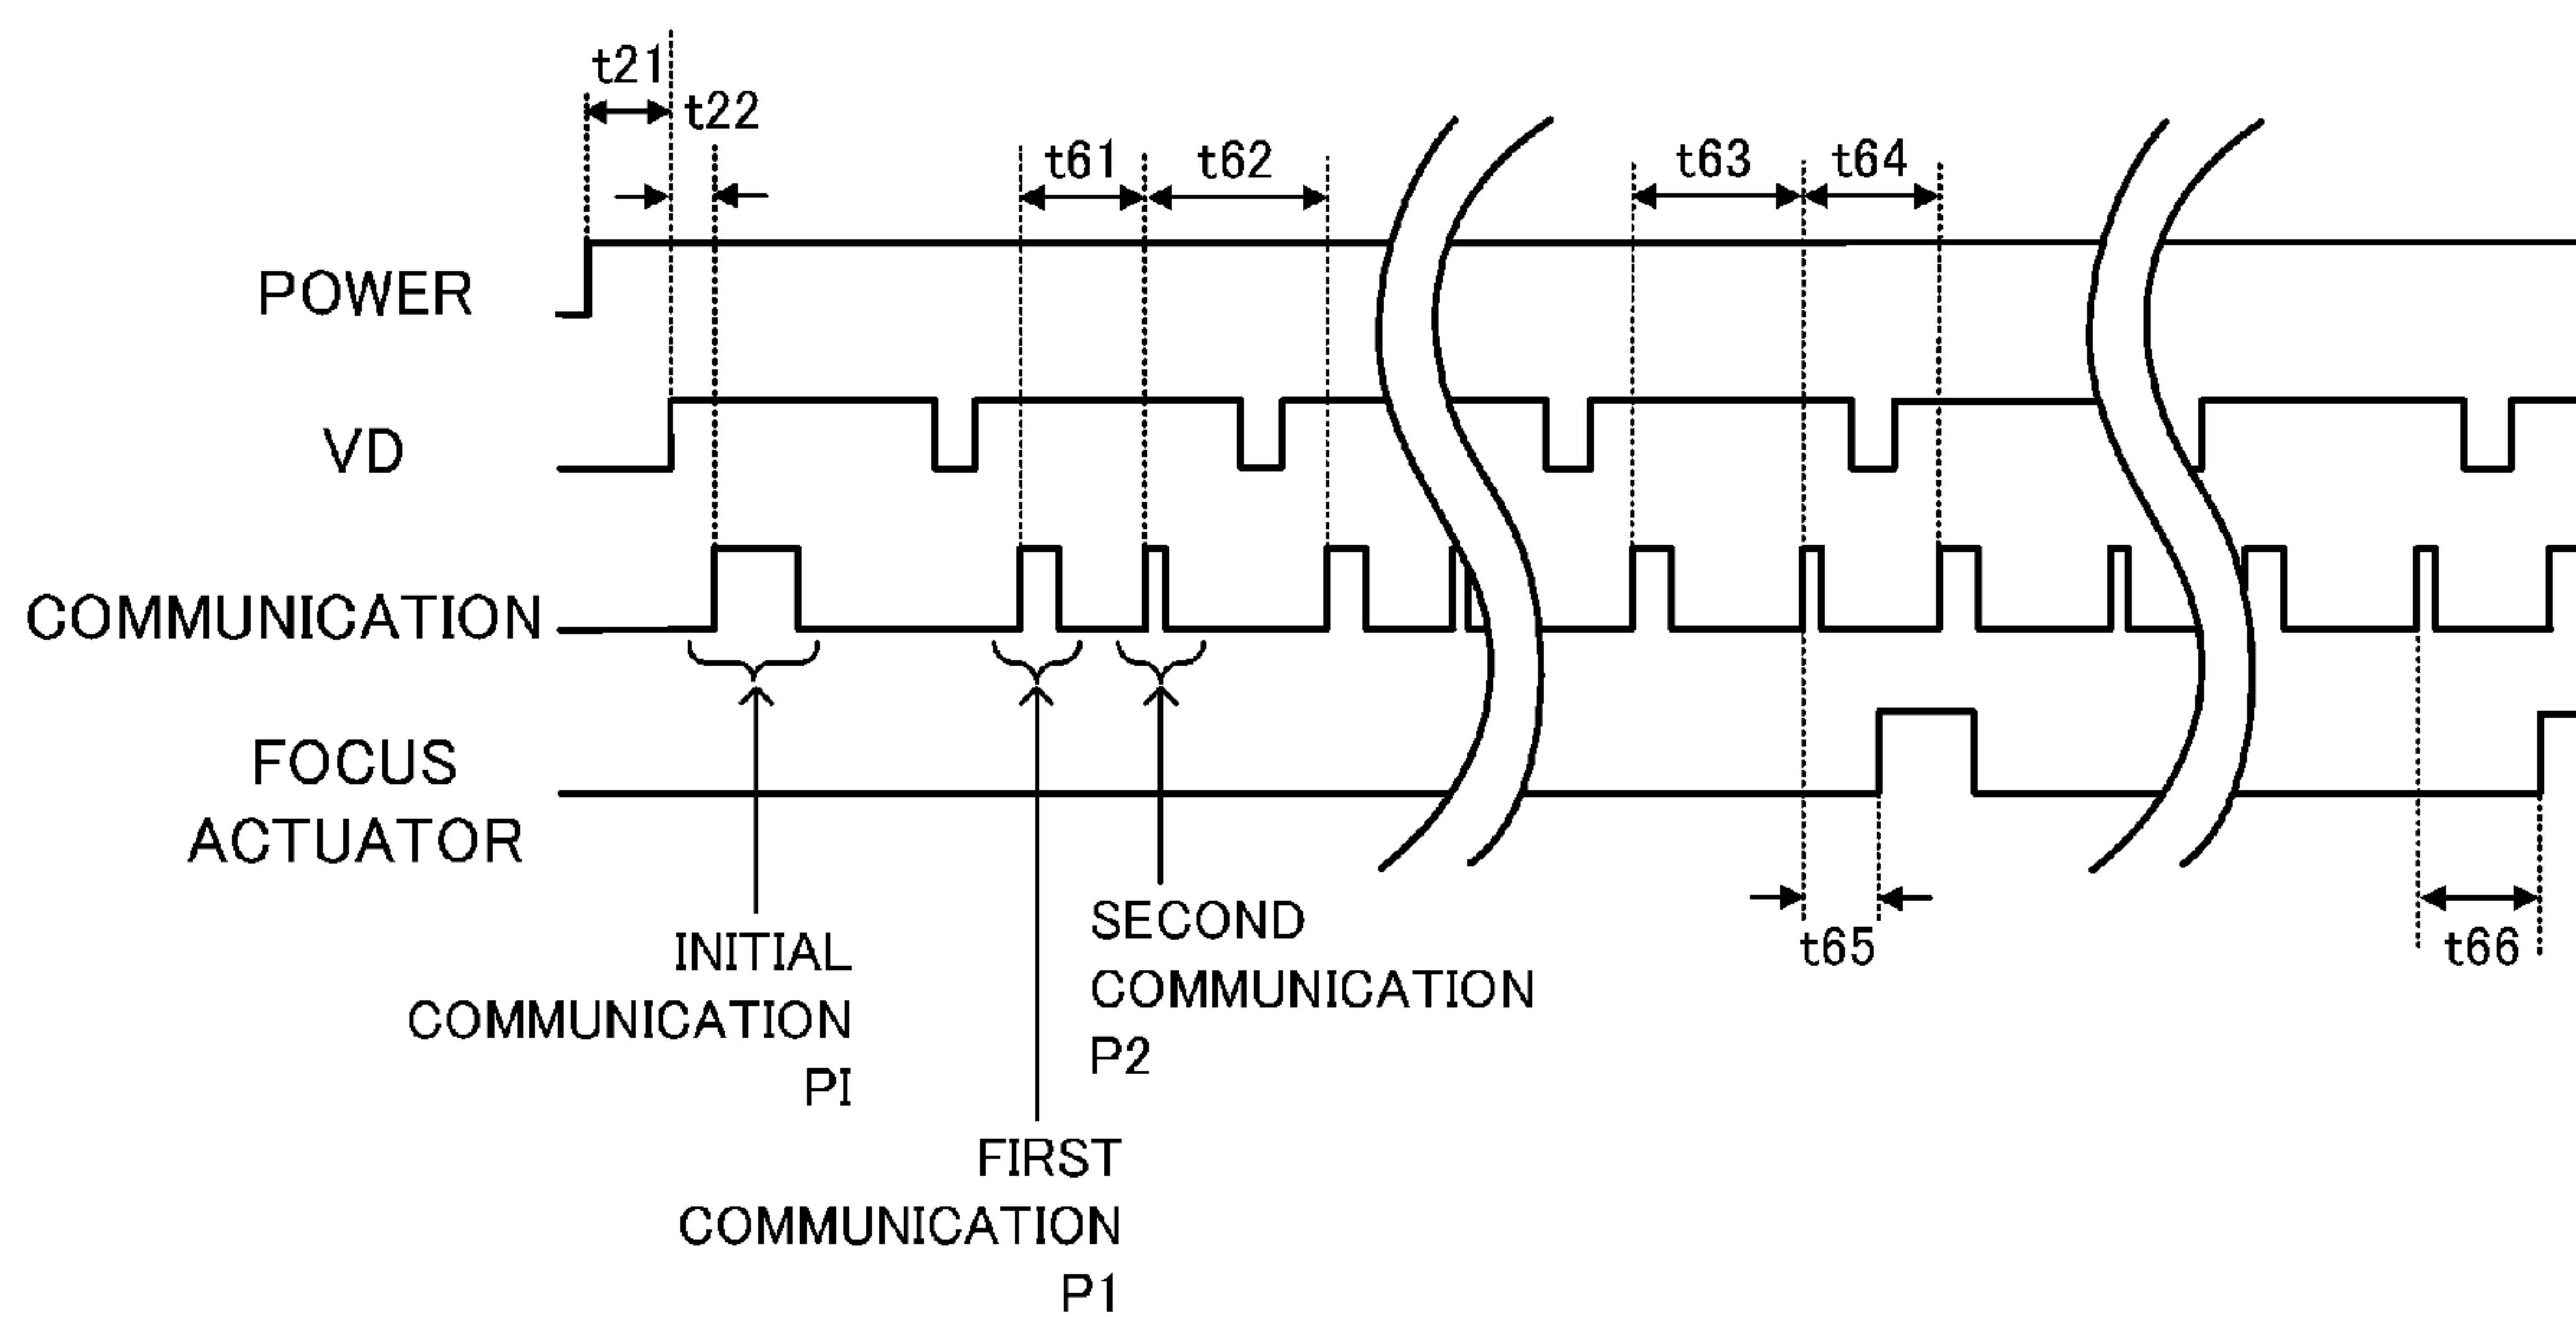 t21
t22
t61
t62
t63
t64
POWER
VD
COMMUNICATION
FOCUS
ACTUATOR
t65
t66
INITIAL
COMMUNICATION
PI
SECOND
COMMUNICATION
P2
FIRST
COMMUNICATION
P1